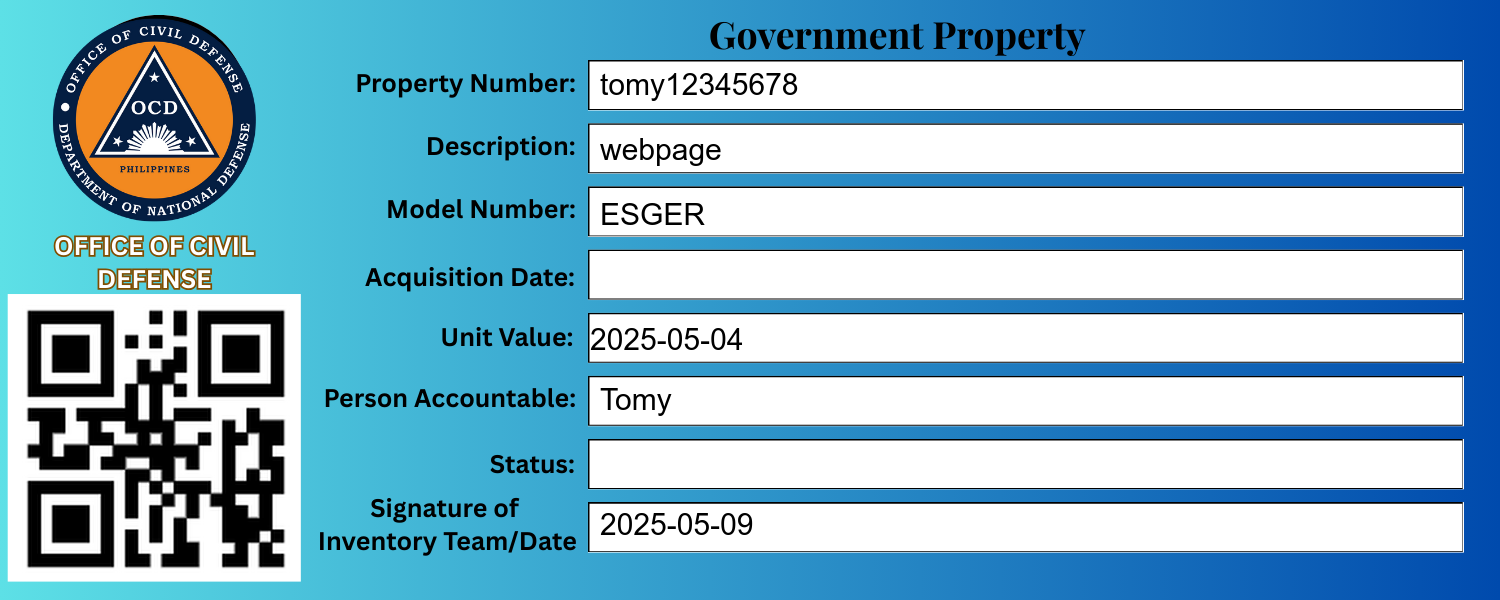 Government Property
OFFICE OF CIVIL DEFENSE
DEPARTMENT OF NATIONAL DEFENSE
OCD
PHILIPPINES
OFFICE OF CIVIL
DEFENSE
Property Number: tomy12345678
Description: webpage
Model Number: ESGER
Acquisition Date:
Unit Value: 2025-05-04
Person Accountable: Tomy
Status:
Signature of
Inventory Team/Date 2025-05-09